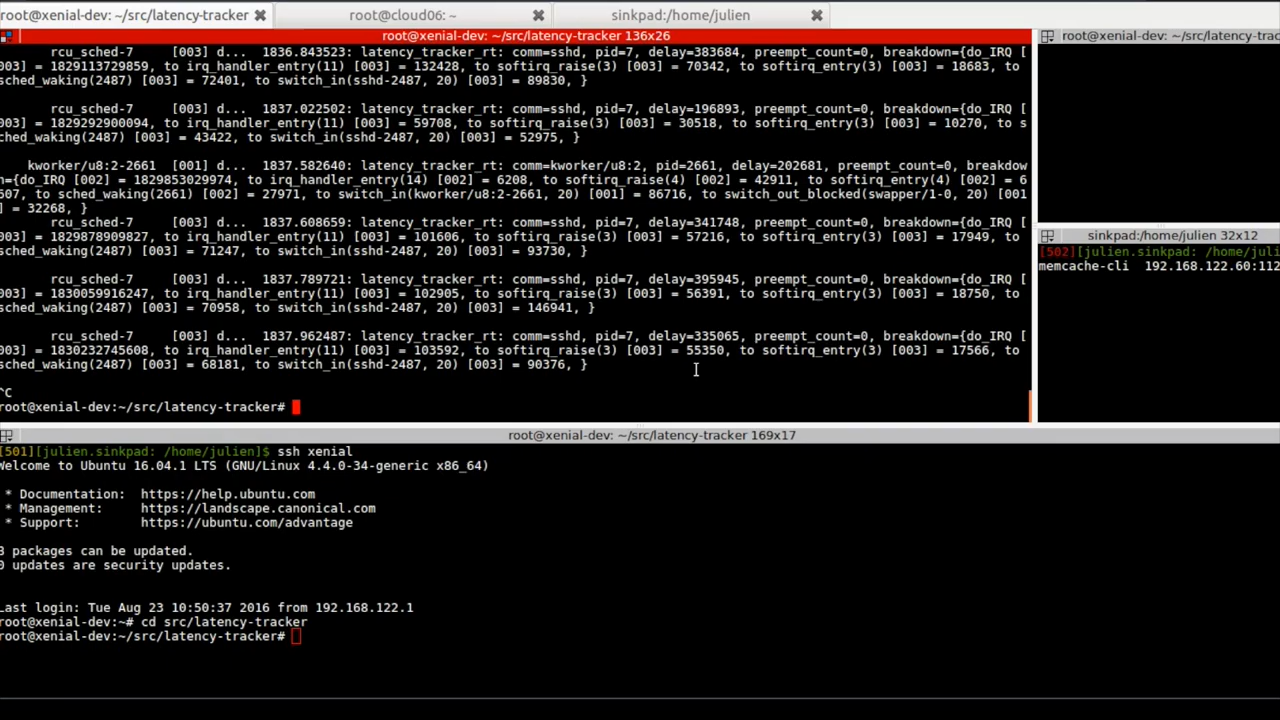 root@xenial-dev: ~/src/latency-tracker
root@cloud06: ~
sinkpad:/home/julien
root@xenial-dev: ~/src/latency-tracker 136x26
rcu_sched-7     [003] d...  1836.843523: latency_tracker_rt: comm=sshd, pid=7, delay=383684, preempt_count=0, breakdown={do_IRQ [
003] = 1829113729859, to irq_handler_entry(11) [003] = 132428, to softirq_raise(3) [003] = 70342, to softirq_entry(3) [003] = 18683, to
sched_waking(2487) [003] = 72401, to switch_in(sshd-2487, 20) [003] = 89830, }
rcu_sched-7     [003] d...  1837.022502: latency_tracker_rt: comm=sshd, pid=7, delay=196893, preempt_count=0, breakdown={do_IRQ [
003] = 1829292900094, to irq_handler_entry(11) [003] = 59708, to softirq_raise(3) [003] = 30518, to softirq_entry(3) [003] = 10270, to s
ched_waking(2487) [003] = 43422, to switch_in(sshd-2487, 20) [003] = 52975, }
kworker/u8:2-2661  [001] d...  1837.582640: latency_tracker_rt: comm=kworker/u8:2, pid=2661, delay=202681, preempt_count=0, breakdow
n={do_IRQ [002] = 1829853029974, to irq_handler_entry(14) [002] = 6208, to softirq_raise(4) [002] = 42911, to softirq_entry(4) [002] = 6
607, to sched_waking(2661) [002] = 27971, to switch_in(kworker/u8:2-2661, 20) [001] = 86716, to switch_out_blocked(swapper/1-0, 20) [001
] = 32268, }
rcu_sched-7     [003] d...  1837.608659: latency_tracker_rt: comm=sshd, pid=7, delay=341748, preempt_count=0, breakdown={do_IRQ [
003] = 1829878909827, to irq_handler_entry(11) [003] = 101606, to softirq_raise(3) [003] = 57216, to softirq_entry(3) [003] = 17949, to
sched_waking(2487) [003] = 71247, to switch_in(sshd-2487, 20) [003] = 93730, }
rcu_sched-7     [003] d...  1837.789721: latency_tracker_rt: comm=sshd, pid=7, delay=395945, preempt_count=0, breakdown={do_IRQ [
003] = 1830059916247, to irq_handler_entry(11) [003] = 102905, to softirq_raise(3) [003] = 56391, to softirq_entry(3) [003] = 18750, to
sched_waking(2487) [003] = 70958, to switch_in(sshd-2487, 20) [003] = 146941, }
rcu_sched-7     [003] d...  1837.962487: latency_tracker_rt: comm=sshd, pid=7, delay=335065, preempt_count=0, breakdown={do_IRQ [
003] = 1830232745608, to irq_handler_entry(11) [003] = 103592, to softirq_raise(3) [003] = 55350, to softirq_entry(3) [003] = 17566, to
sched_waking(2487) [003] = 68181, to switch_in(sshd-2487, 20) [003] = 90376, }
^C
root@xenial-dev:~/src/latency-tracker#
root@xenial-dev: ~/src/latency-trac
sinkpad:/home/julien 32x12
[502][julien.sinkpad: /home/juli
memcache-cli  192.168.122.60:112
root@xenial-dev: ~/src/latency-tracker 169x17
[501][julien.sinkpad: /home/julien]$ ssh xenial
Welcome to Ubuntu 16.04.1 LTS (GNU/Linux 4.4.0-34-generic x86_64)
* Documentation:  https://help.ubuntu.com
* Management:     https://landscape.canonical.com
* Support:        https://ubuntu.com/advantage
3 packages can be updated.
0 updates are security updates.
Last login: Tue Aug 23 10:50:37 2016 from 192.168.122.1
root@xenial-dev:~# cd src/latency-tracker
root@xenial-dev:~/src/latency-tracker#